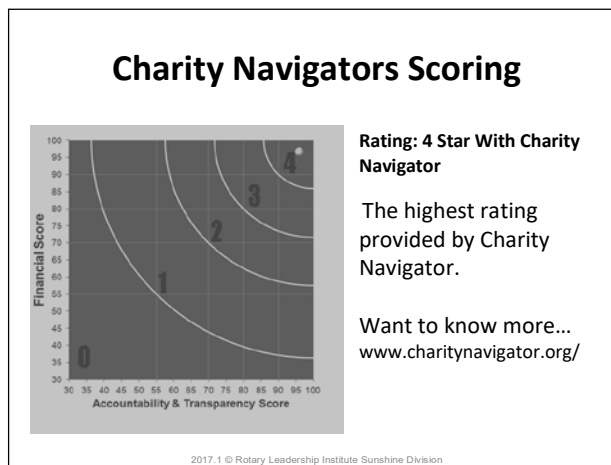 Charity Navigators Scoring
Rating: 4 Star With Charity
Navigator
The highest rating
provided by Charity
Navigator.
Want to know more…
www.charitynavigator.org/
Financial Score
100
95
90
85
80
75
70
65
60
55
50
45
40
35
30
4
3
2
1
0
30 35 40 45 50 55 60 65 70 75 80 85 90 95 100
Accountability & Transparency Score
2017.1 © Rotary Leadership Institute Sunshine Division